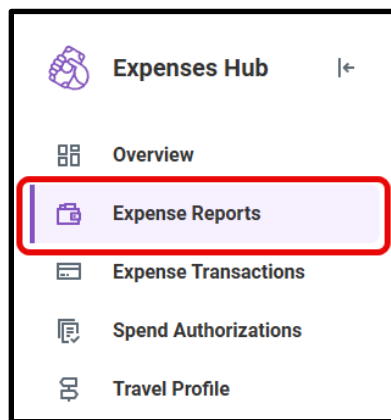 Expenses Hub
Overview
Expense Reports
Expense Transactions
Spend Authorizations
Travel Profile